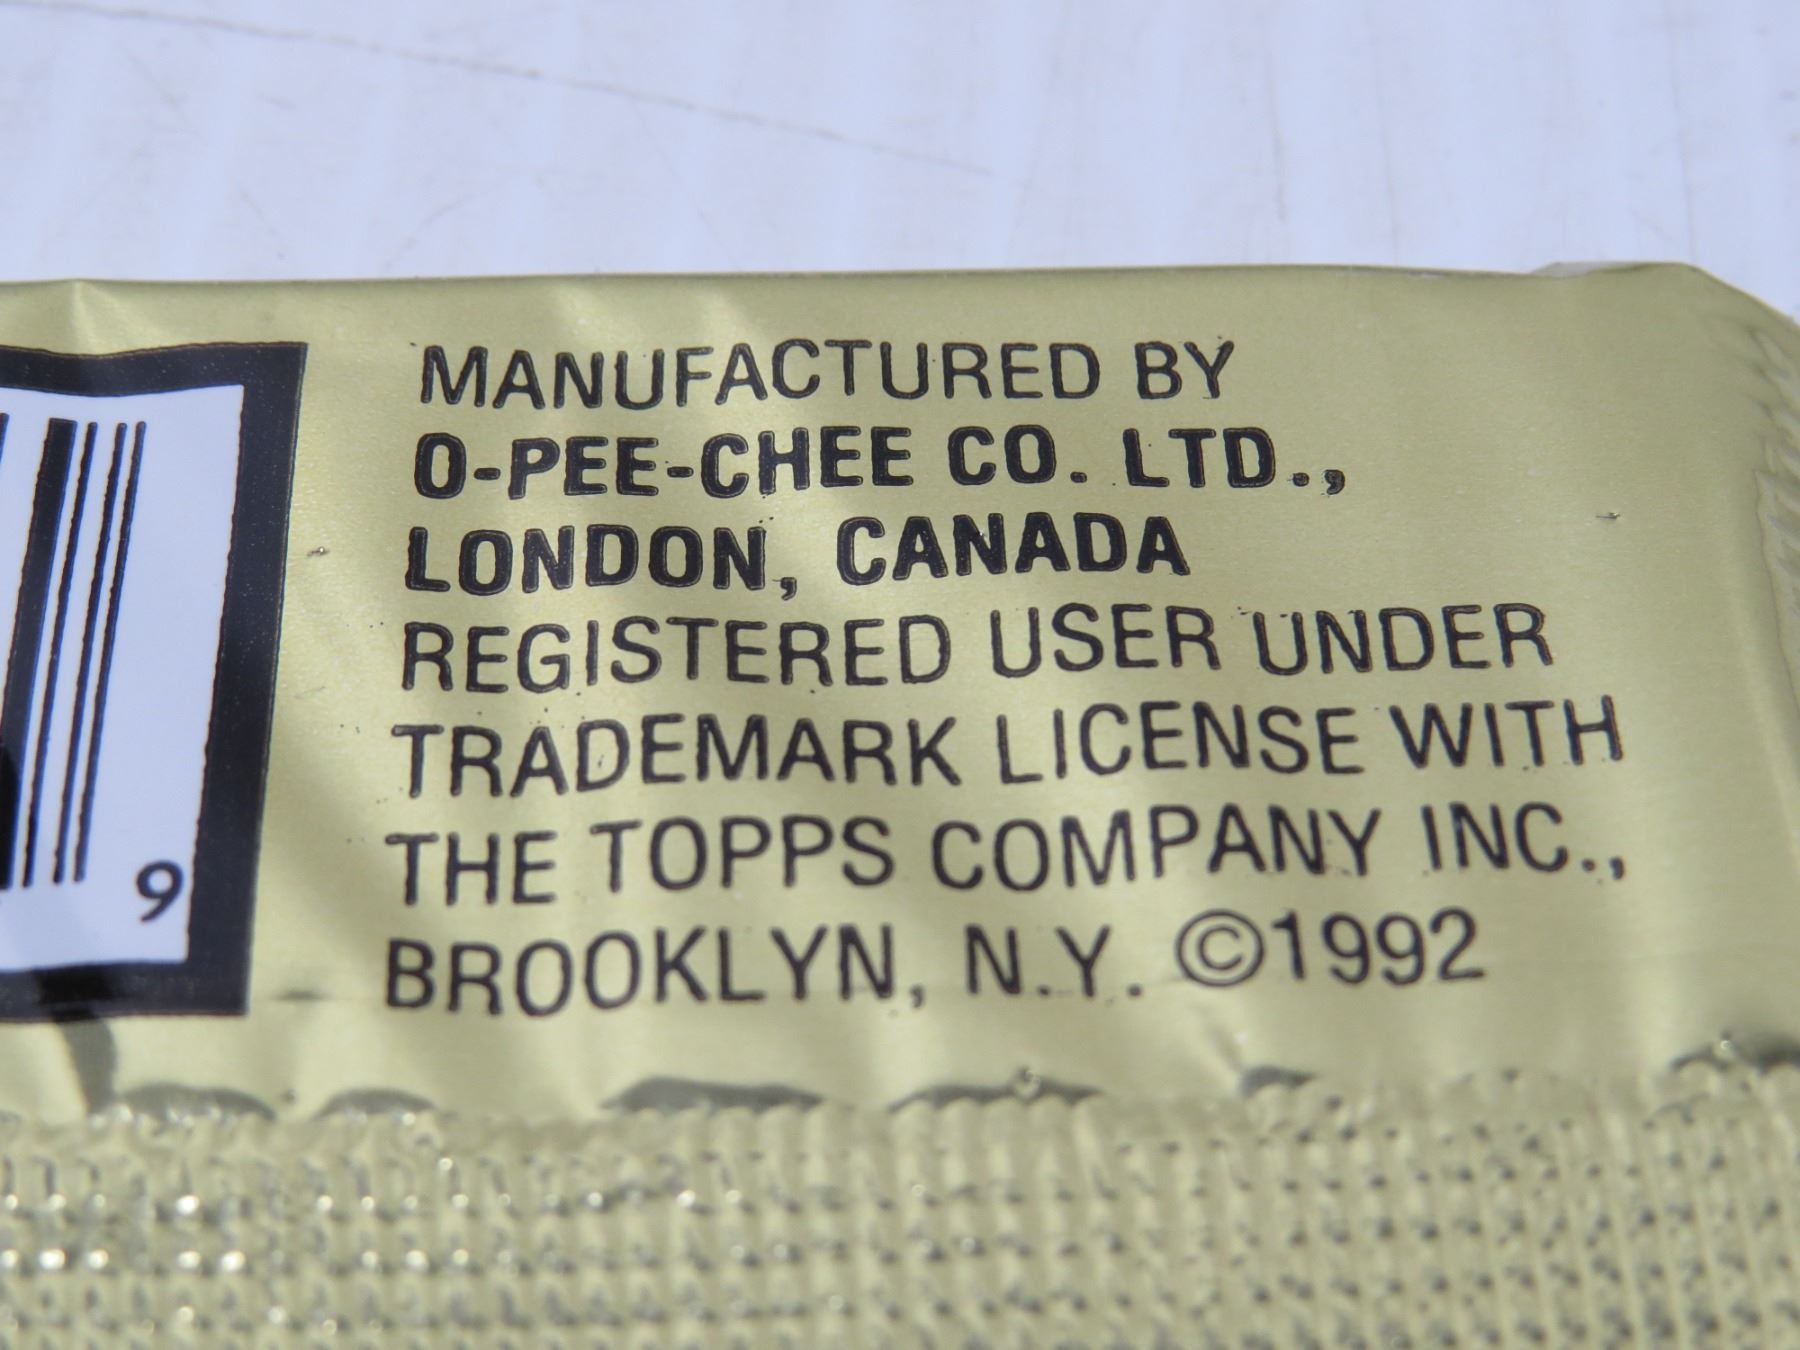 MANUFACTURED BY
O-PEE-CHEE CO. LTD.,
LONDON, CANADA
REGISTERED USER UNDER
TRADEMARK LICENSE WITH
THE TOPPS COMPANY INC.,
BROOKLYN, N.Y. ©1992
9